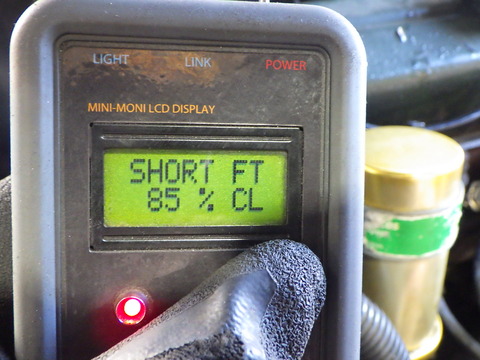 LIGHT LINK POWER
MINI-MONI LCD DISPLAY
SHORT FT
85 % CL